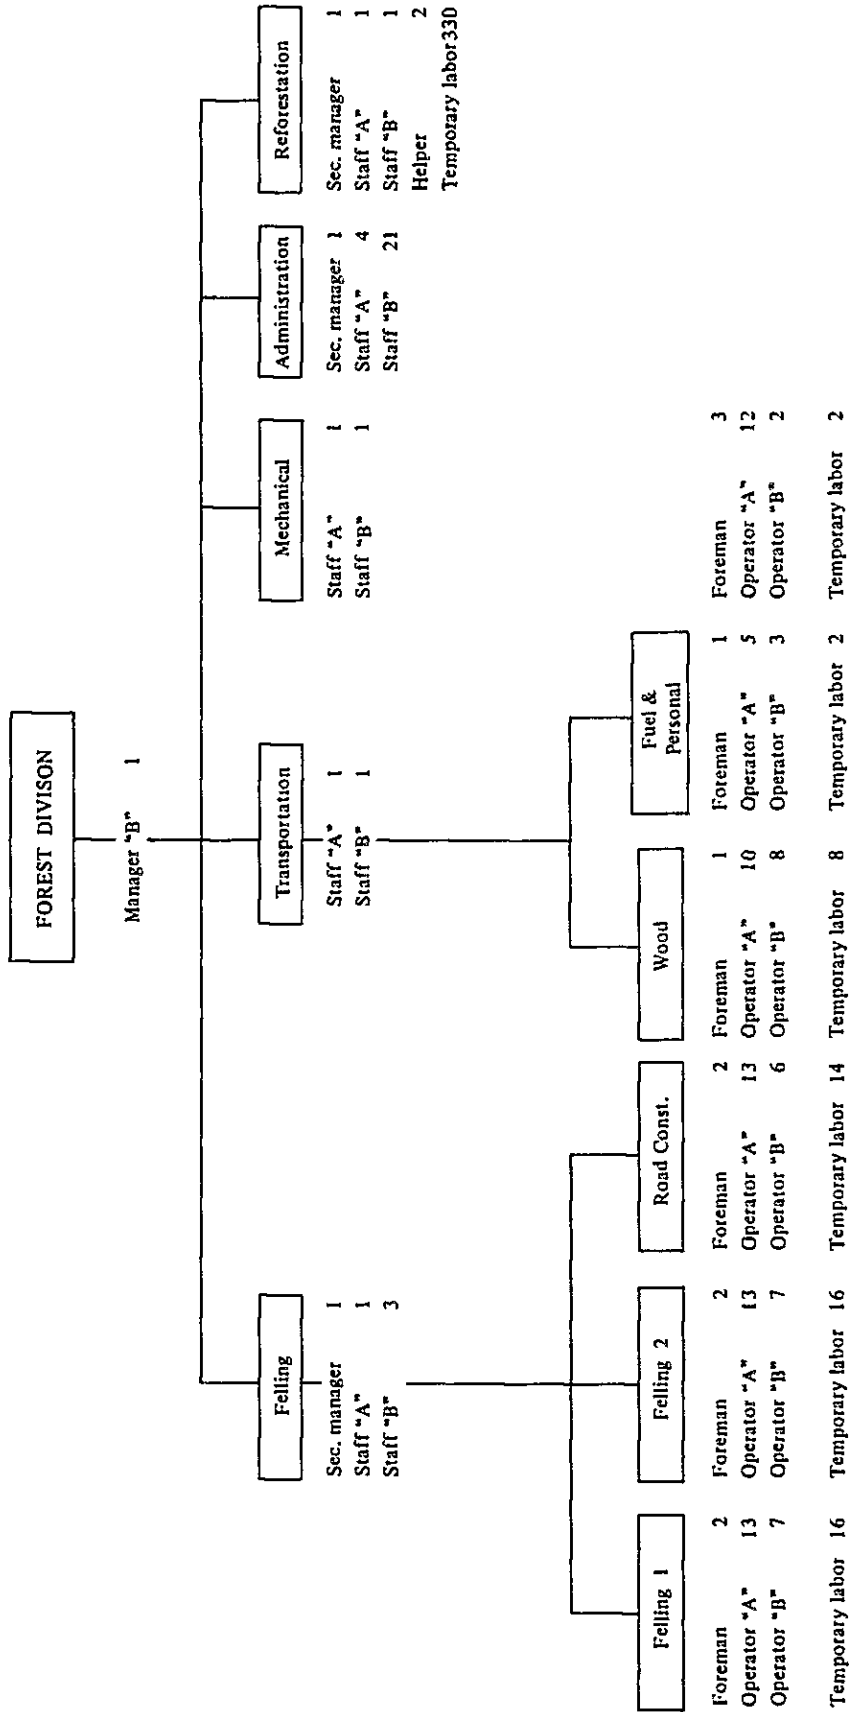 FOREST DIVISON
Manager "B" 1
Felling
Sec. manager 1
Staff "A" 1
Staff "B" 3
Transportation
Staff "A" 1
Staff "B" 1
Mechanical
Staff "A" 1
Staff "B" 1
Administration
Sec. manager 1
Staff "A" 4
Staff "B" 21
Reforestation
Sec. manager 1
Staff "A" 1
Staff "B" 1
Helper 2
Temporary labor 330
Felling 1
Foreman 2
Operator "A" 13
Operator "B" 7
Temporary labor 16
Felling 2
Foreman 2
Operator "A" 13
Operator "B" 7
Temporary labor 16
Road Const.
Foreman 2
Operator "A" 13
Operator "B" 6
Temporary labor 14
Wood
Foreman 1
Operator "A" 10
Operator "B" 8
Temporary labor 8
Fuel &
Personal
Foreman 1
Operator "A" 5
Operator "B" 3
Temporary labor 2
Foreman 3
Operator "A" 12
Operator "B" 2
Temporary labor 2